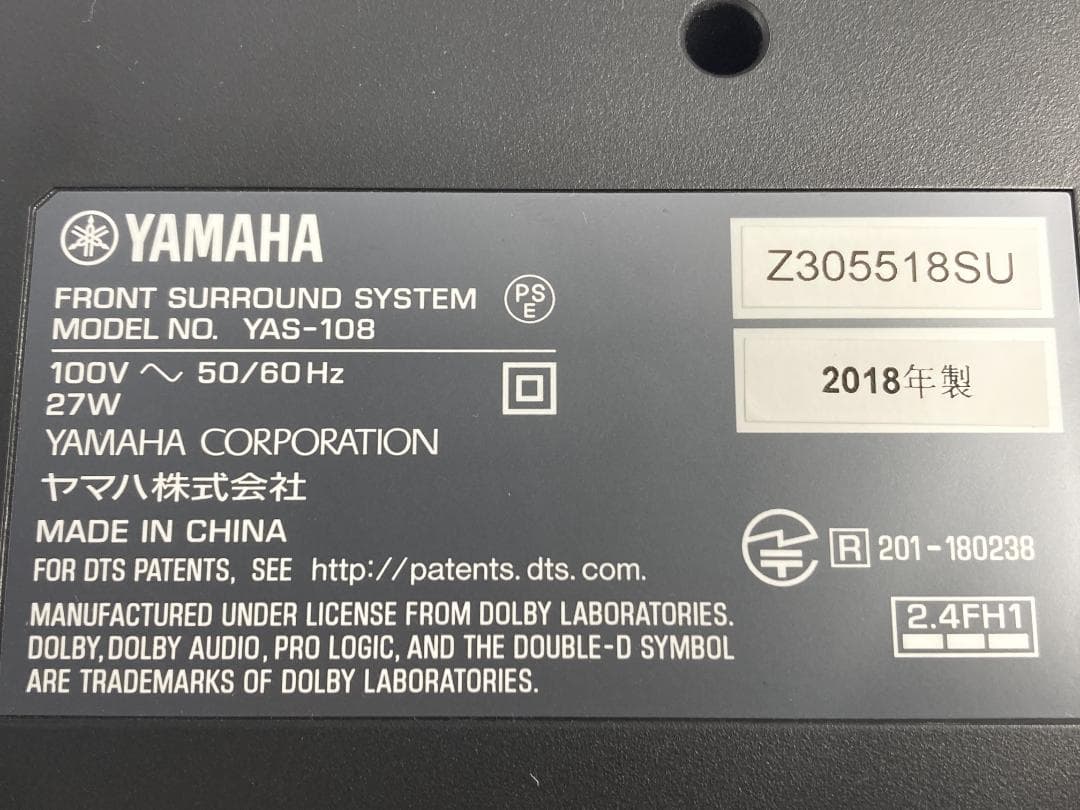 YAMAHA
FRONT SURROUND SYSTEM
MODEL NO. YAS-108
PS
E
100V ～ 50/60Hz
27W
YAMAHA CORPORATION
ヤマハ株式会社
MADE IN CHINA
FOR DTS PATENTS, SEE http://patents.dts.com.
MANUFACTURED UNDER LICENSE FROM DOLBY LABORATORIES.
DOLBY, DOLBY AUDIO, PRO LOGIC, AND THE DOUBLE-D SYMBOL
ARE TRADEMARKS OF DOLBY LABORATORIES.
Z305518SU
2018年製
R 201-180238
2.4FH1